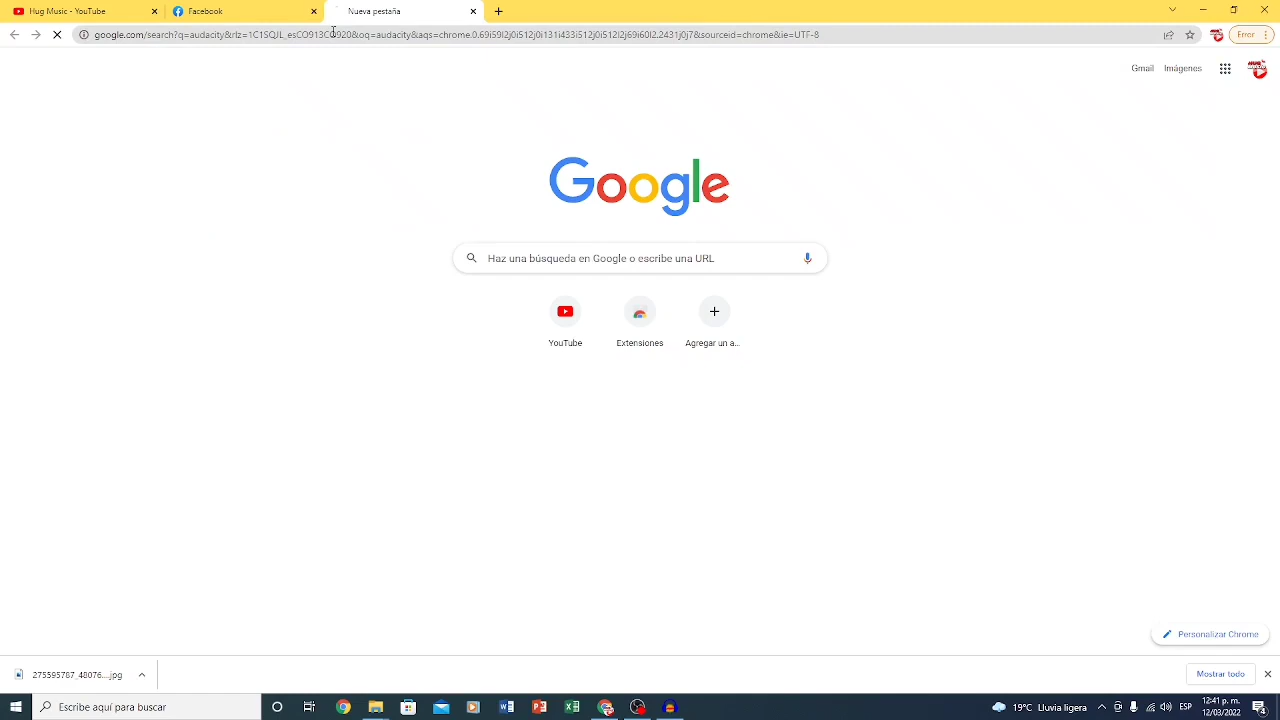 Hug Music - YouTube
Facebook
Nueva pestaña
google.com/search?q=audacity&rlz=1C1SQJL_esCO913CO920&oq=audacity&aqs=chrome.0.69i59l2j0i512j0i131i433i512j0i512l2j69i60l2.2431j0j7&sourceid=chrome&ie=UTF-8
Error
Gmail Imágenes
Google
Haz una búsqueda en Google o escribe una URL
YouTube
Extensiones
Agregar un a...
Personalizar Chrome
275595787_48076....jpg
Mostrar todo
Escribe aquí para buscar
19°C Lluvia ligera
ESP
12:41 p. m.
12/03/2022